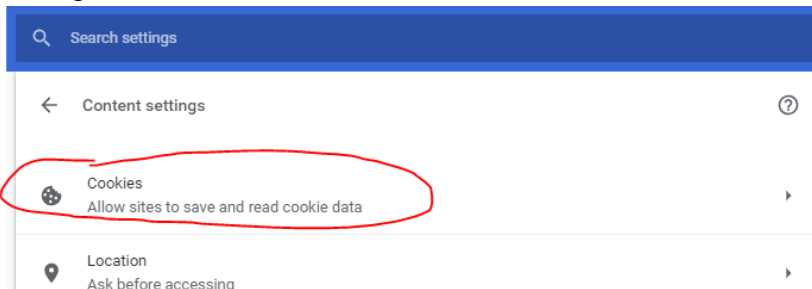 Search settings
Content settings
Cookies
Allow sites to save and read cookie data
Location
Ask before accessing